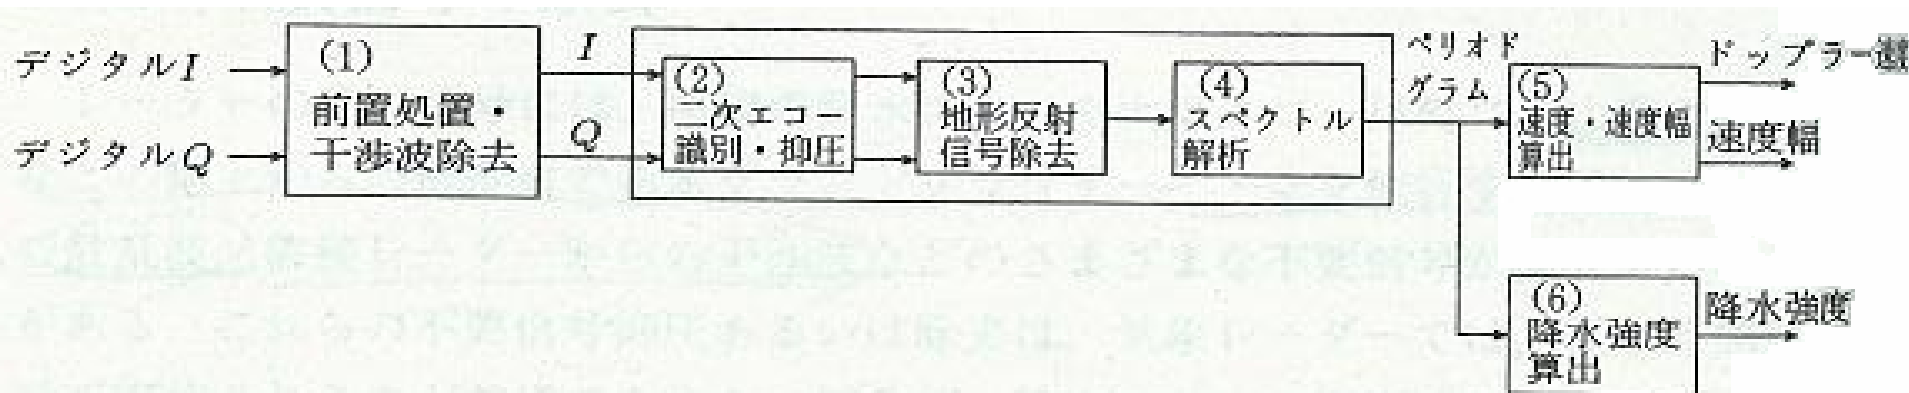 デジタルI
デジタルQ
(1)
前置処置・
干渉波除去
I
Q
(2)
二次エコー
識別・抑圧
(3)
地形反射
信号除去
(4)
スペクトル
解析
ペリオド
グラム
(5)
速度・速度幅
算出
ドップラー速
速度幅
(6)
降水強度
算出
降水強度